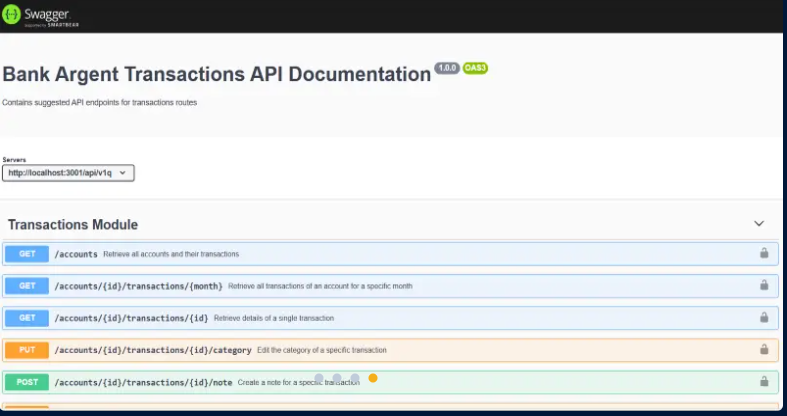 Swagger
Supported by SMARTBEAR
Bank Argent Transactions API Documentation 1.0.0 OAS3
Contains suggested API endpoints for transactions routes
Servers
http://localhost:3001/api/v1q
Transactions Module
GET /accounts Retrieve all accounts and their transactions
GET /accounts/{id}/transactions/{month} Retrieve all transactions of an account for a specific month
GET /accounts/{id}/transactions/{id} Retrieve details of a single transaction
PUT /accounts/{id}/transactions/{id}/category Edit the category of a specific transaction
POST /accounts/{id}/transactions/{id}/note Create a note for a specific transaction